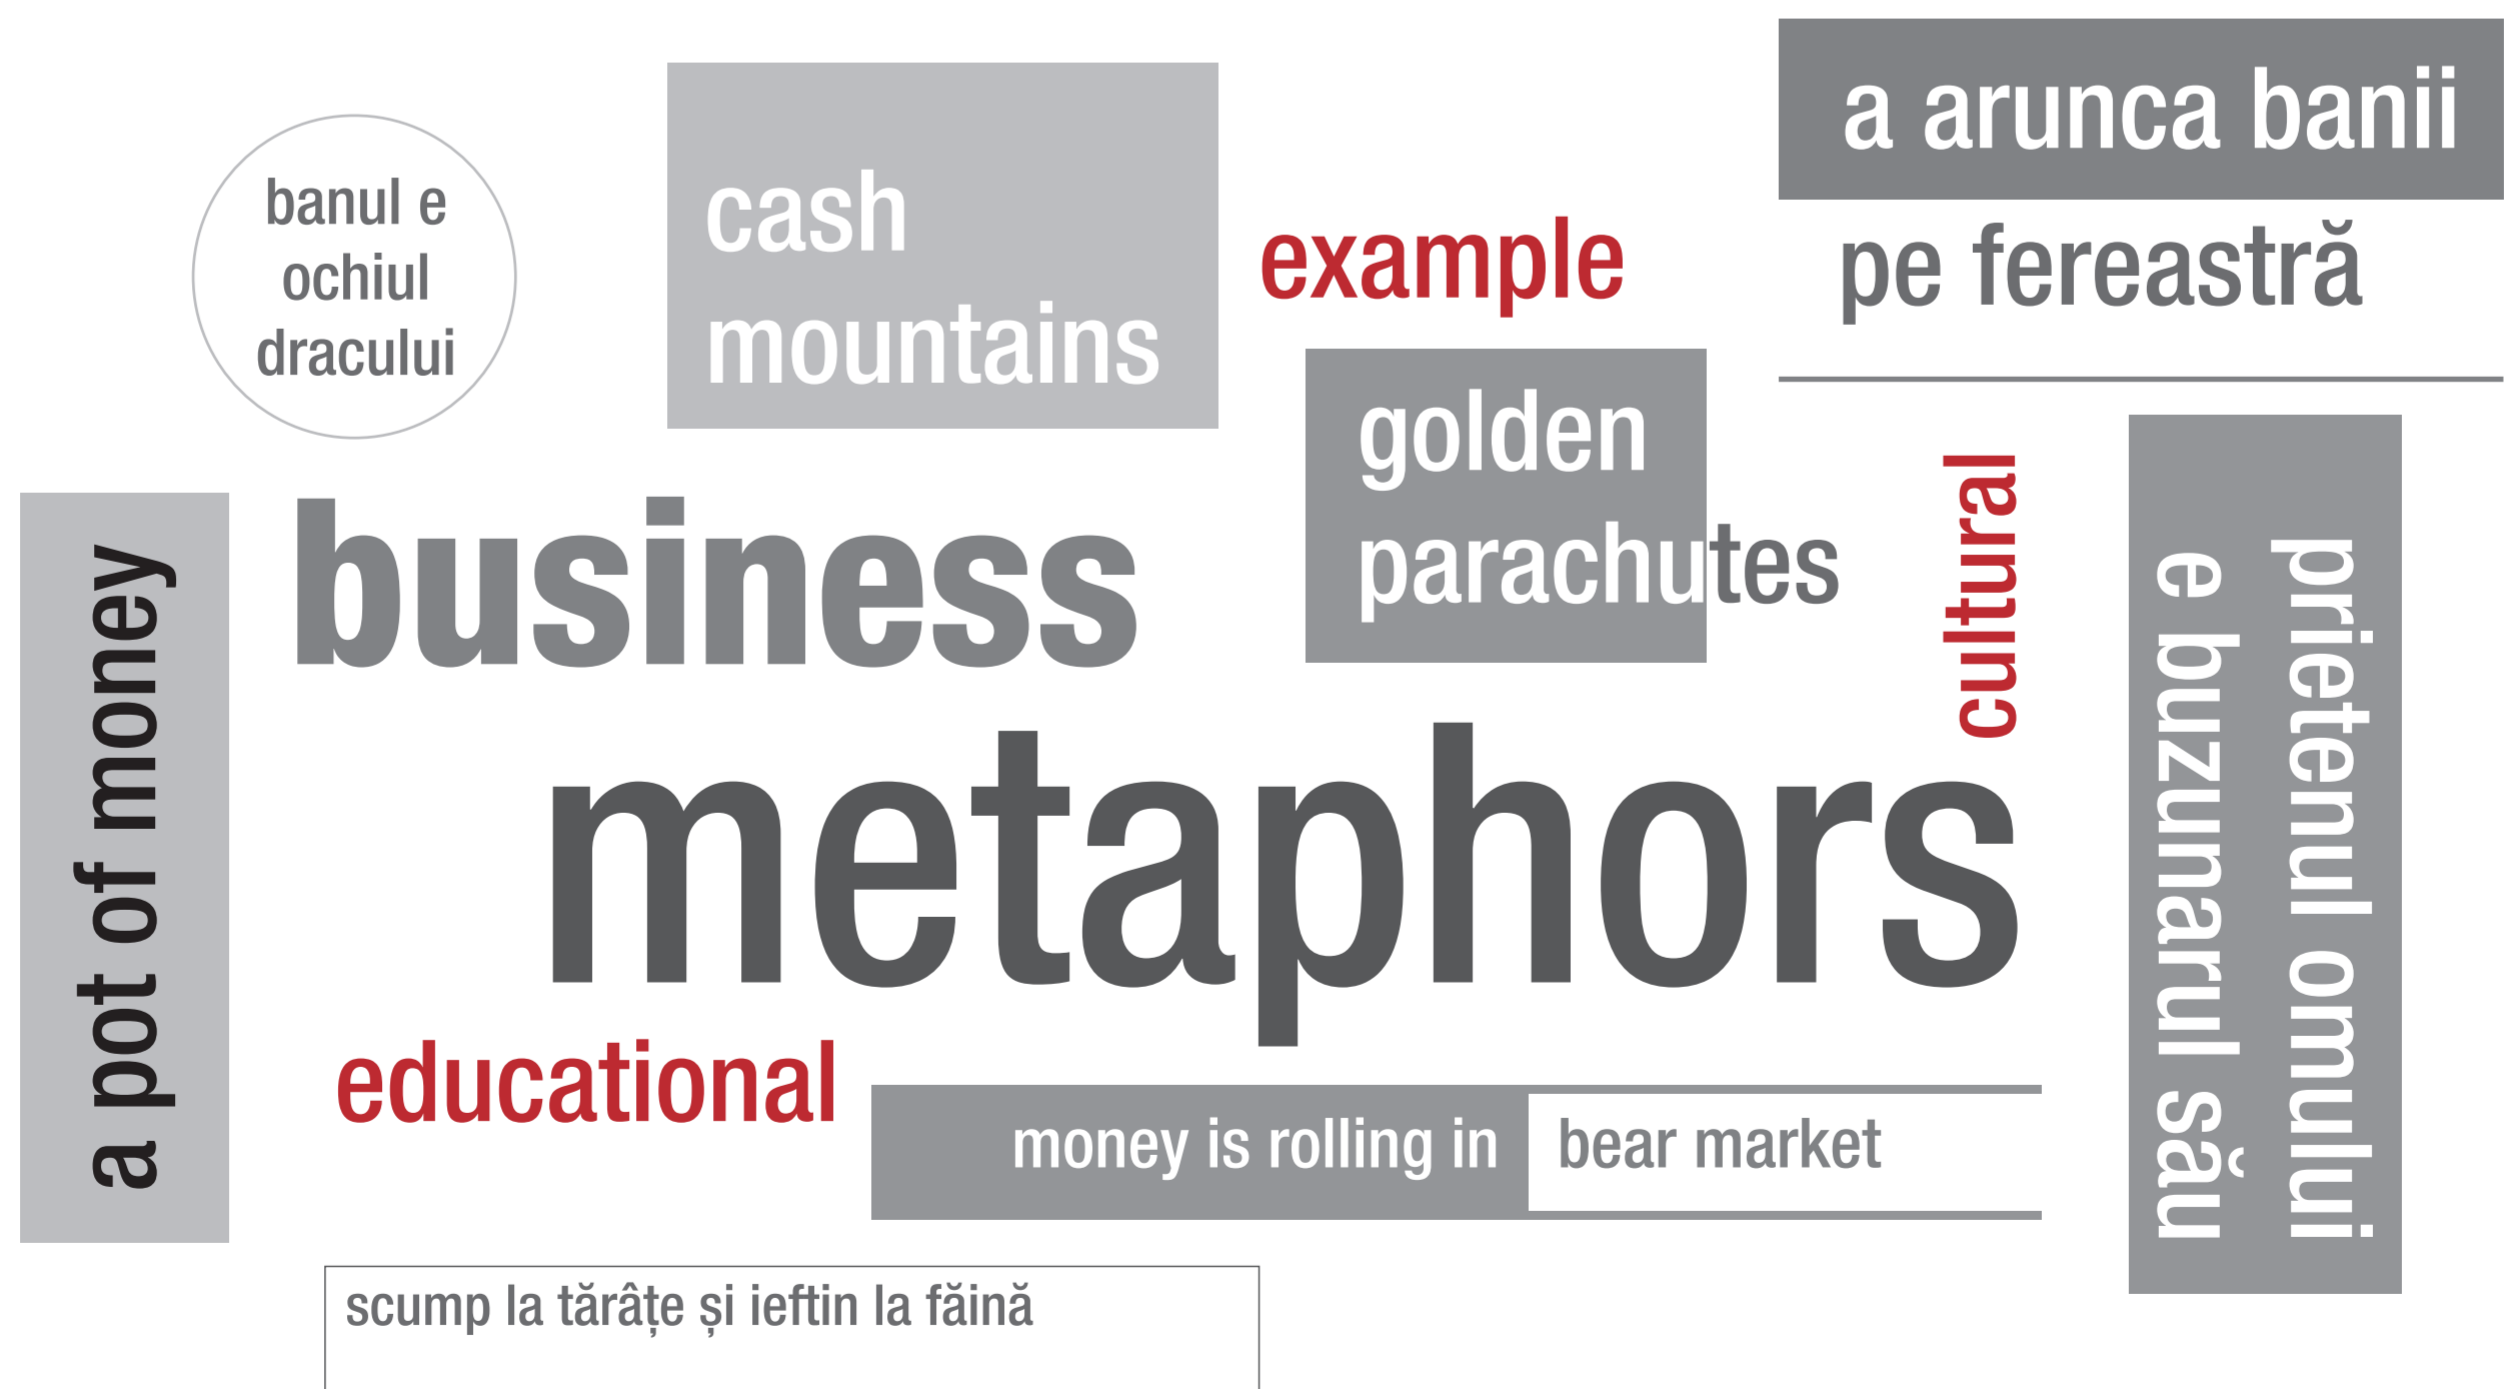 banul e
ochiul
dracului
cash
mountains
example
a arunca banii
pe fereastră
golden
parachutes
cultural
prietenul omului
e buzunarul său
a pot of money
business
metaphors
educational
money is rolling in
bear market
scump la tărâțe și ieftin la făină